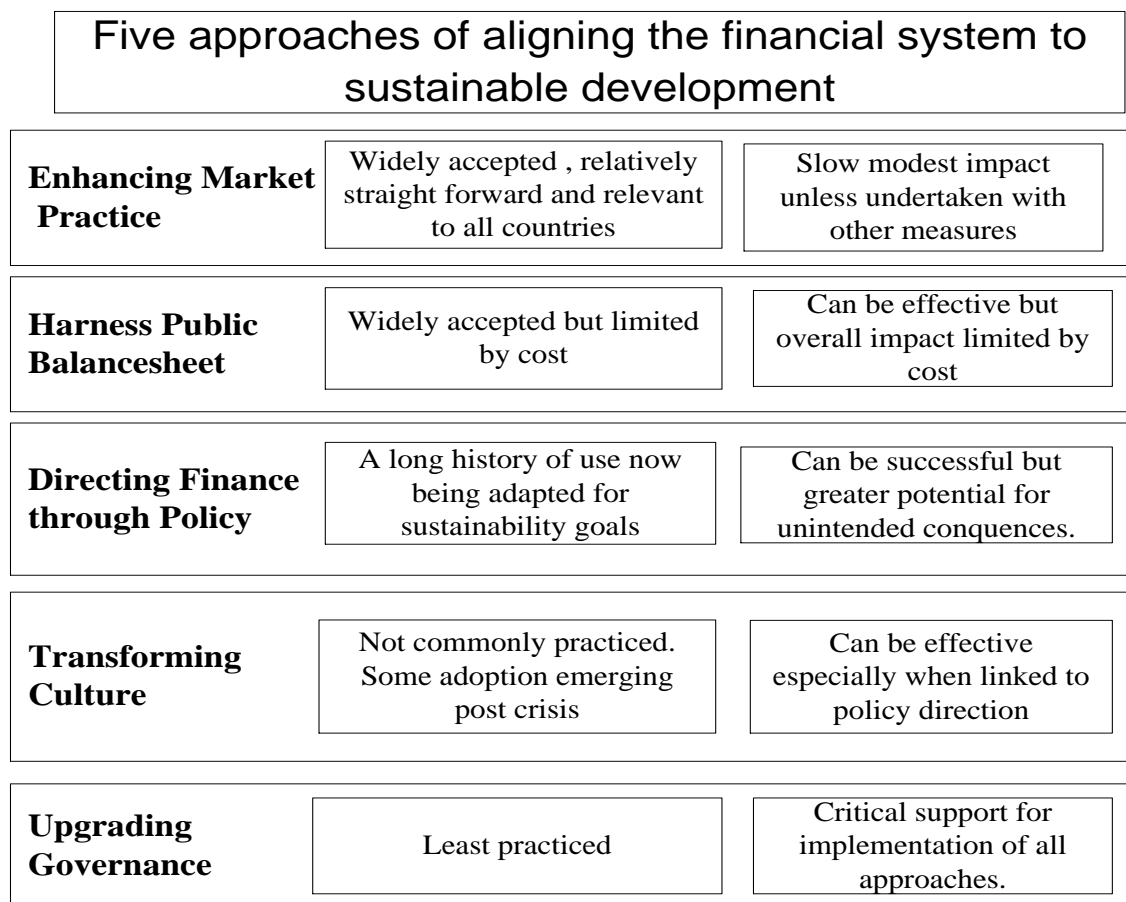 Five approaches of aligning the financial system to
sustainable development
Enhancing Market
Practice
Widely accepted , relatively
straight forward and relevant
to all countries
Slow modest impact
unless undertaken with
other measures
Harness Public
Balancesheet
Widely accepted but limited
by cost
Can be effective but
overall impact limited by
cost
Directing Finance
through Policy
A long history of use now
being adapted for
sustainability goals
Can be successful but
greater potential for
unintended conquences.
Transforming
Culture
Not commonly practiced.
Some adoption emerging
post crisis
Can be effective
especially when linked to
policy direction
Upgrading
Governance
Least practiced
Critical support for
implementation of all
approaches.